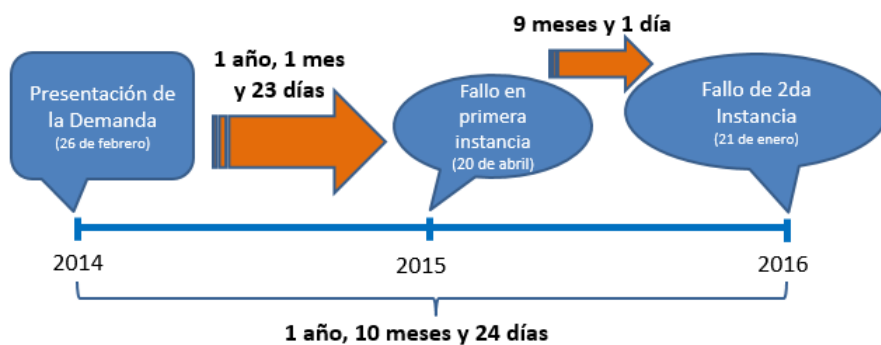 9 meses y 1 día
1 año, 1 mes
y 23 días
Presentación de
la Demanda
(26 de febrero)
Fallo en
primera
instancia
(20 de abril)
Fallo de 2da
Instancia
(21 de enero)
2014
2015
2016
1 año, 10 meses y 24 días